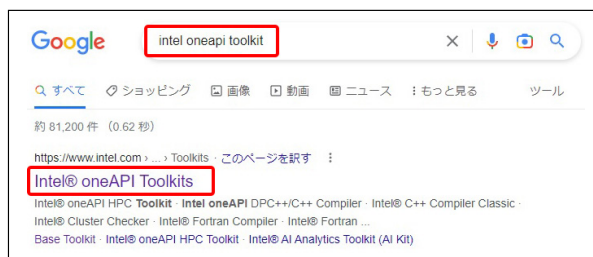 Google
intel oneapi toolkit
すべて ショッピング 画像 動画 ニュース もっと見る ツール
約 81,200 件 （0.62 秒）
https://www.intel.com › ... › Toolkits · このページを訳す
Intel® oneAPI Toolkits
Intel® oneAPI HPC Toolkit · Intel oneAPI DPC++/C++ Compiler · Intel® C++ Compiler Classic ·
Intel® Cluster Checker · Intel® Fortran Compiler · Intel® Fortran ...
Base Toolkit · Intel® oneAPI HPC Toolkit · Intel® AI Analytics Toolkit (AI Kit)